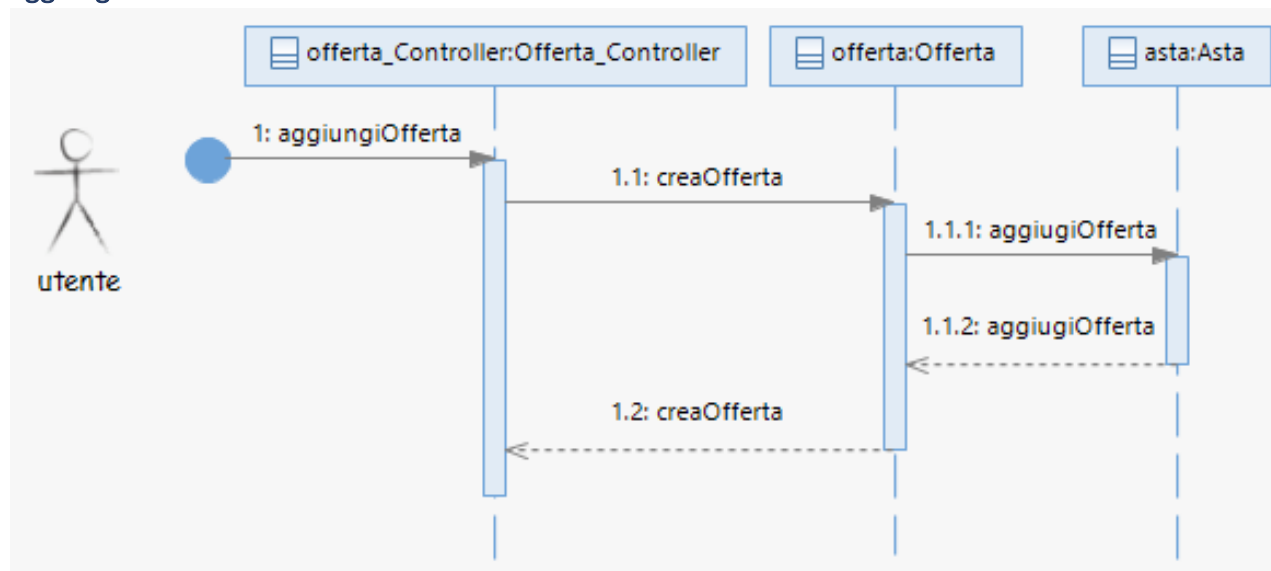 offerta_Controller:Offerta_Controller
offerta:Offerta
asta:Asta
1: aggiungiOfferta
1.1: creaOfferta
1.1.1: aggiugiOfferta
utente
1.1.2: aggiugiOfferta
1.2: creaOfferta